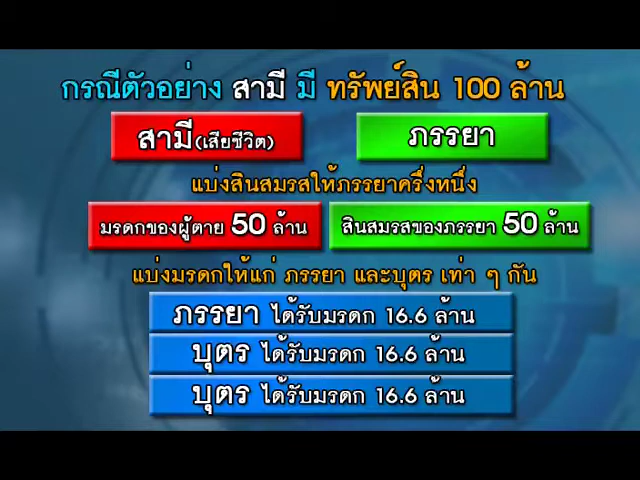 กรณีตัวอย่าง สามี มี ทรัพย์สิน 100 ล้าน
สามี(เสียชีวิต)
ภรรยา
แบ่งสินสมรสให้ภรรยาครึ่งหนึ่ง
มรดกของผู้ตาย 50 ล้าน
สินสมรสของภรรยา 50 ล้าน
แบ่งมรดกให้แก่ ภรรยา และบุตร เท่า ๆ กัน
ภรรยา ได้รับมรดก 16.6 ล้าน
บุตร ได้รับมรดก 16.6 ล้าน
บุตร ได้รับมรดก 16.6 ล้าน